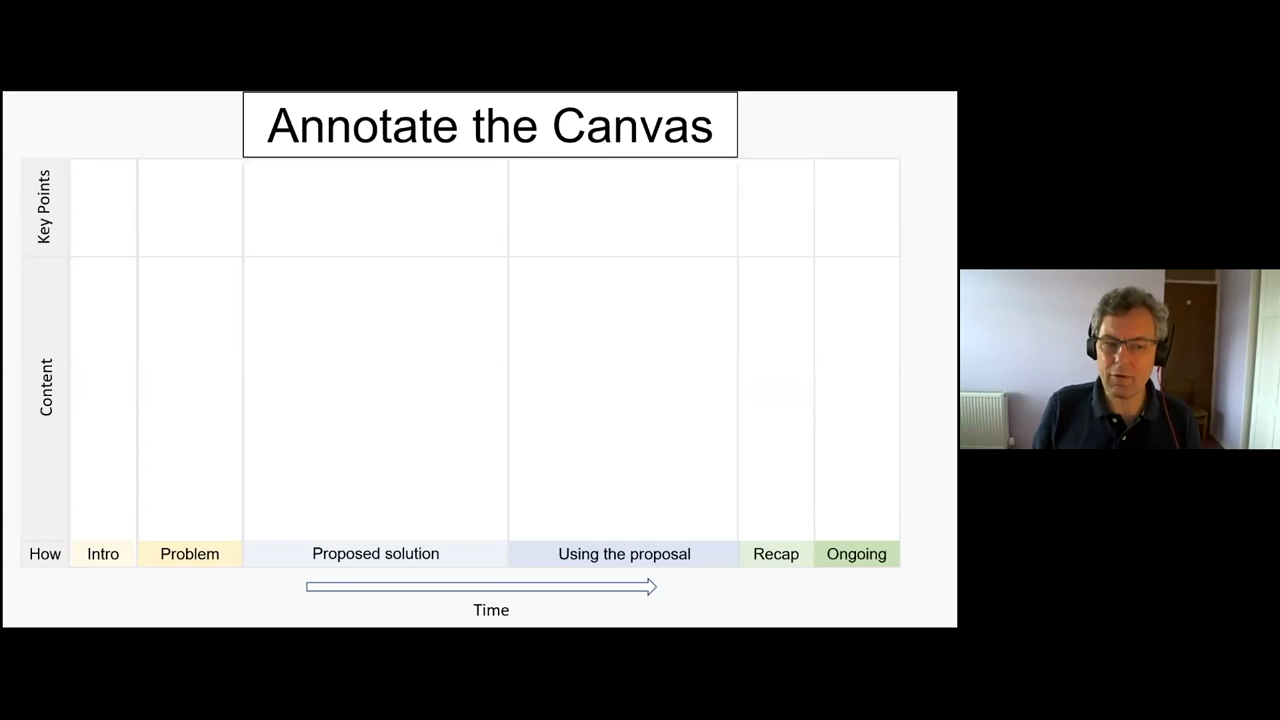 Annotate the Canvas
Key Points
Content
How Intro Problem Proposed solution Using the proposal Recap Ongoing
Time